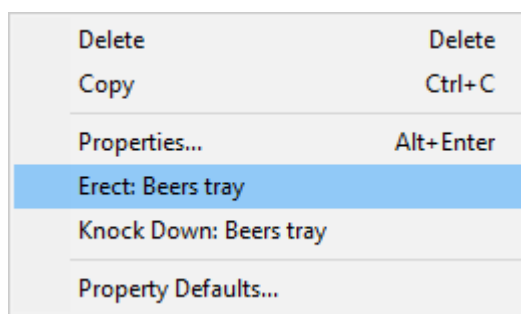 Delete Delete
Copy Ctrl+C
Properties... Alt+Enter
Erect: Beers tray
Knock Down: Beers tray
Property Defaults...